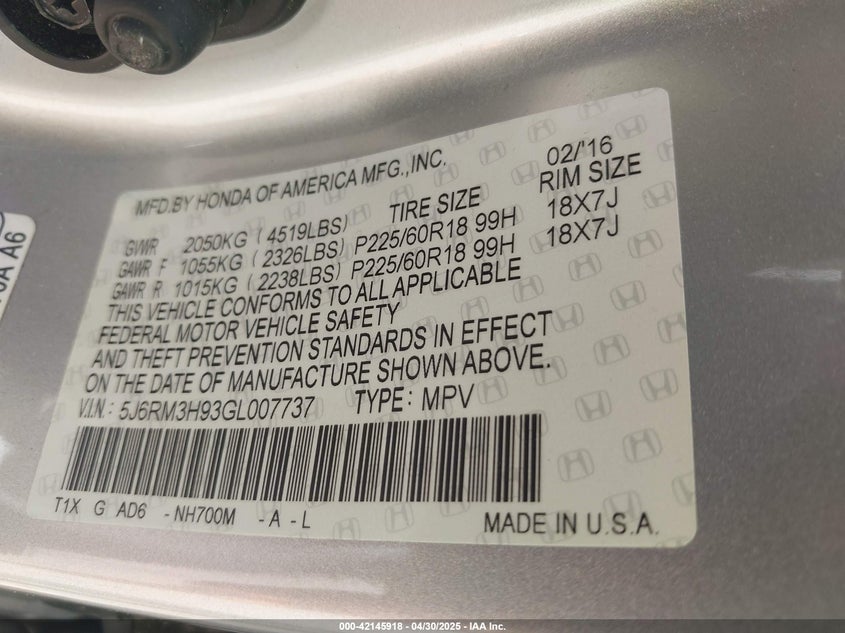 MFD.BY HONDA OF AMERICA MFG.,INC. 02/'16
TIRE SIZE RIM SIZE
GVWR 2050KG (4519LBS)
GAWR F 1055KG (2326LBS) P225/60R18 99H 18X7J
GAWR R 1015KG (2238LBS) P225/60R18 99H 18X7J
THIS VEHICLE CONFORMS TO ALL APPLICABLE
FEDERAL MOTOR VEHICLE SAFETY
AND THEFT PREVENTION STANDARDS IN EFFECT
ON THE DATE OF MANUFACTURE SHOWN ABOVE.
V.I.N.: 5J6RM3H93GL007737 TYPE: MPV
T1X G AD6 -NH700M -A -L MADE IN U.S.A.
000-42145918 - 04/30/2025 - IAA Inc.